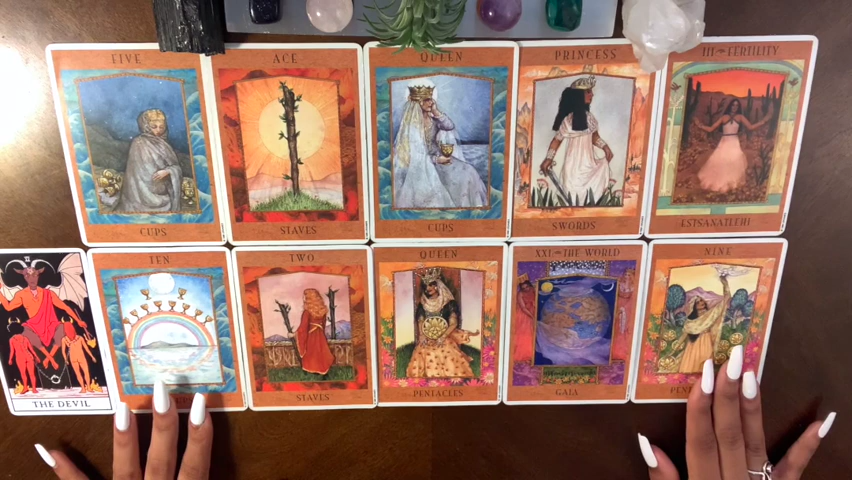 FIVE
CUPS
ACE
STAVES
QUEEN
CUPS
PRINCESS
SWORDS
III FERTILITY
ESTSANATLEHI
VI
THE DEVIL
TEN
TWO
STAVES
QUEEN
PENTACLES
XXI THE WORLD
GAIA
NINE